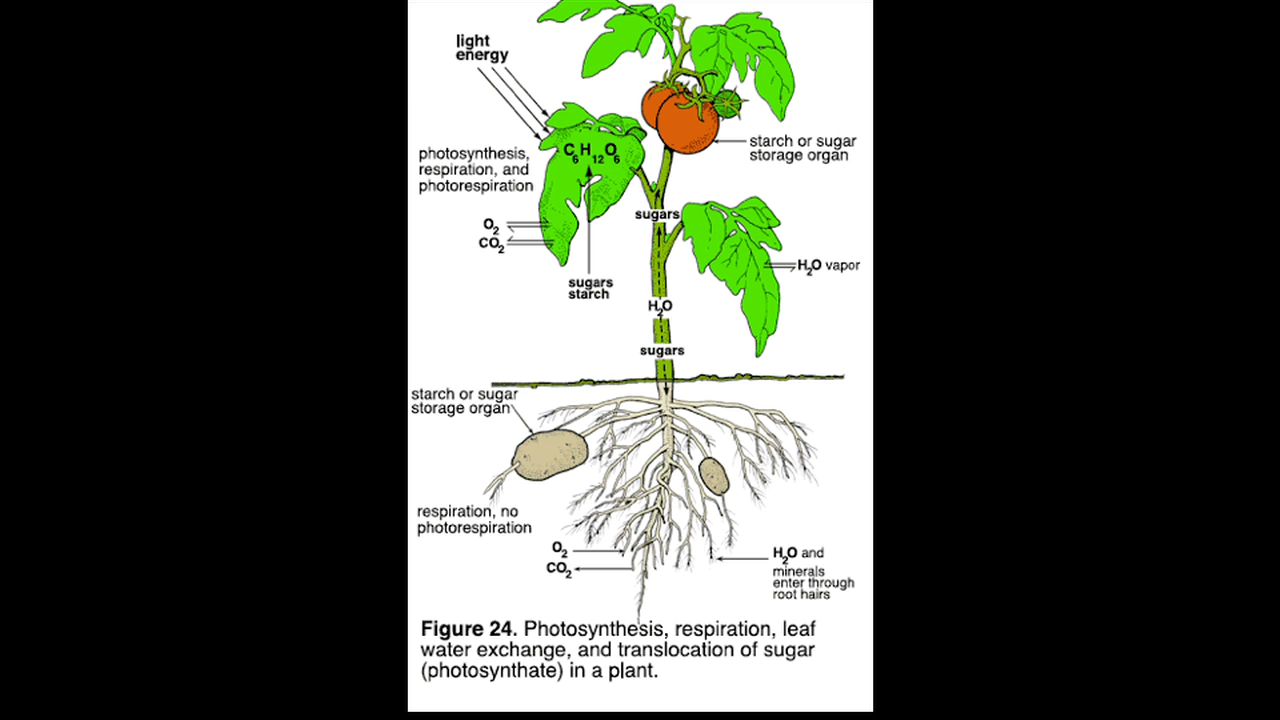 light
energy
photosynthesis,
respiration, and
photorespiration
C6H12O6
O2
CO2
sugars
starch
starch or sugar
storage organ
sugars
H2O vapor
H2O
sugars
starch or sugar
storage organ
respiration, no
photorespiration
O2
CO2
H2O and
minerals
enter through
root hairs
Figure 24. Photosynthesis, respiration, leaf
water exchange, and translocation of sugar
(photosynthate) in a plant.